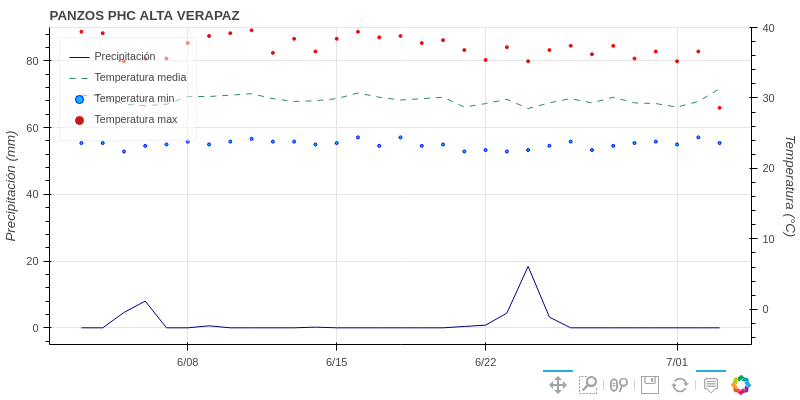 PANZOS PHC ALTA VERAPAZ
Precipitación
Temperatura media
Temperatura min
Temperatura max
Precipitación (mm)
80
60
40
20
0
Temperatura (°C)
40
30
20
10
0
6/08
6/15
6/22
7/01